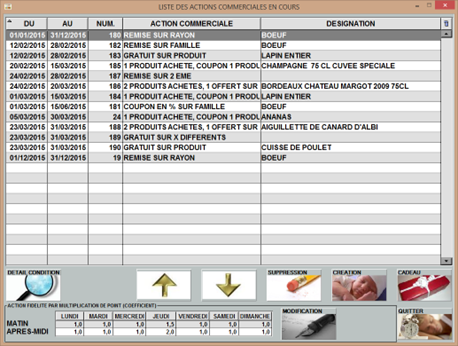 LISTE DES ACTIONS COMMERCIALES EN COURS
DU AU NUM. ACTION COMMERCIALE DESIGNATION
01/01/2015 31/12/2015 180 REMISE SUR RAYON BOEUF
12/02/2015 28/02/2015 182 REMISE SUR FAMILLE BOEUF
12/02/2015 28/02/2015 183 GRATUIT SUR PRODUIT LAPIN ENTIER
24/02/2015 31/03/2015 185 1 PRODUIT ACHETE, COUPON 1 PRODU CHAMPAGNE 75 CL CUVEE SPECIALE
24/02/2015 28/02/2015 187 REMISE SUR 2 EME
24/02/2015 20/03/2015 186 2 PRODUITS ACHETES, 1 OFFERT SUR BORDEAUX CHATEAU MARGOT 2009 75CL
01/03/2015 15/04/2015 184 1 PRODUIT ACHETE, COUPON 1 PRODU LAPIN ENTIER
01/03/2015 15/06/2015 181 COUPON EN % SUR FAMILLE BOEUF
05/03/2015 30/03/2015 24 1 PRODUIT ACHETE, COUPON 1 PRODU ANANAS
23/03/2015 31/03/2015 188 2 PRODUITS ACHETES, 1 OFFERT SUR AIGUILLETTE DE CANARD D'ALBI
23/03/2015 31/03/2015 189 GRATUIT SUR X DIFFERENTS
23/03/2015 31/03/2015 190 GRATUIT SUR PRODUIT CUISSE DE POULET
01/12/2015 31/12/2015 19 REMISE SUR RAYON BOEUF
DETAIL CONDITION SUPPRESSION CREATION CADEAU
ACTION FIDELITE PAR MULTIPLICATION DE POINT (COEFFICIENT)
LUNDI MARDI MERCREDI JEUDI VENDREDI SAMEDI DIMANCHE
MATIN 1,0 1,0 1,0 1,5 1,0 1,0 1,0
APRES-MIDI 1,0 1,0 1,0 2,0 1,0 1,0 1,0
MODIFICATION QUITTER